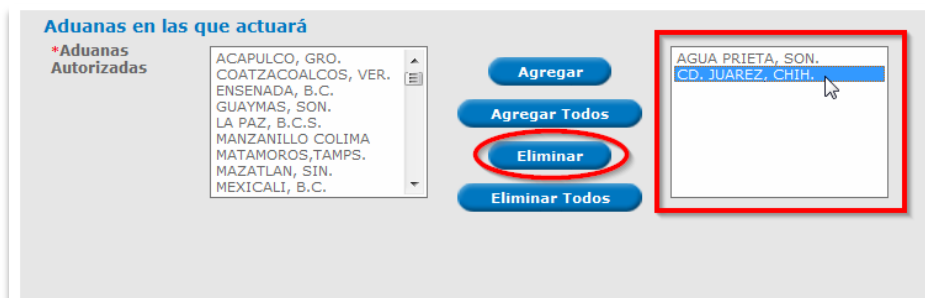 Aduanas en las que actuará
*Aduanas
Autorizadas
ACAPULCO, GRO.
COATZACOALCOS, VER.
ENSENADA, B.C.
GUAYMAS, SON.
LA PAZ, B.C.S.
MANZANILLO COLIMA
MATAMOROS,TAMPS.
MAZATLAN, SIN.
MEXICALI, B.C.
Agregar
Agregar Todos
Eliminar
Eliminar Todos
AGUA PRIETA, SON.
CD. JUAREZ, CHIH.